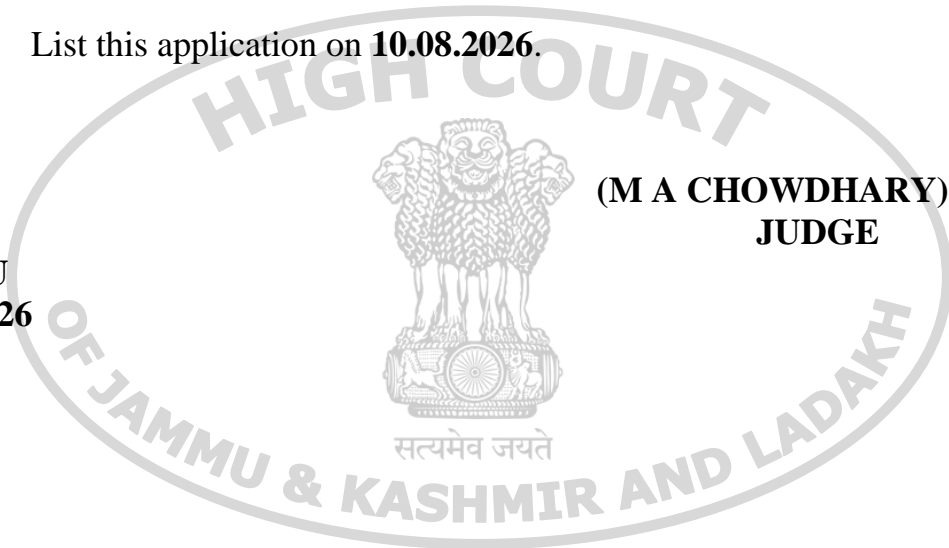 List this application on 10.08.2026.
HIGH COURT
(M A CHOWDHARY)
JUDGE
U
26
OF JAMMU & KASHMIR AND LADAKH
सत्यमेव जयते